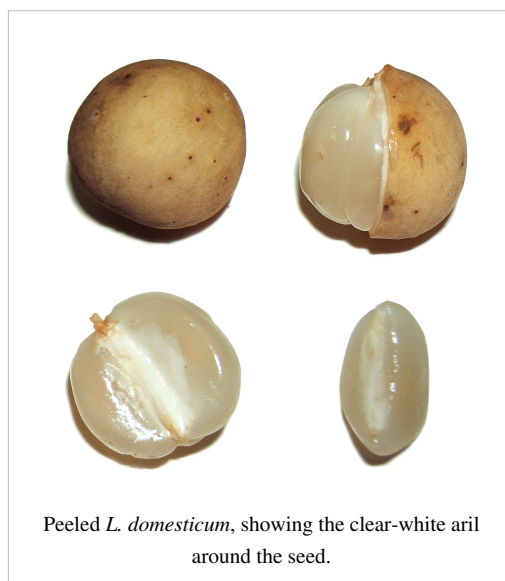 Peeled L. domesticum, showing the clear-white aril
around the seed.